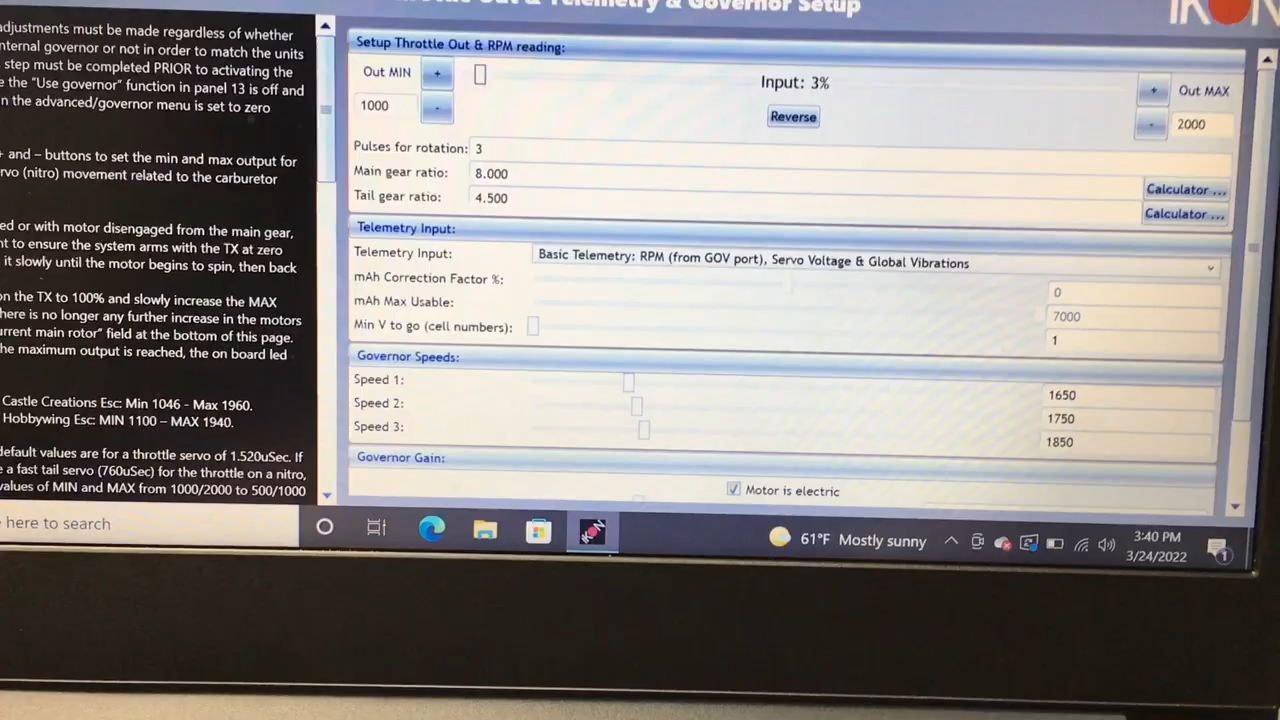 & Telemetry & Governor Setup
IKON
adjustments must be made regardless of whether
nternal governor or not in order to match the units
step must be completed PRIOR to activating the
e the "Use governor" function in panel 13 is off and
n the advanced/governor menu is set to zero
+ and – buttons to set the min and max output for
rvo (nitro) movement related to the carburetor
ed or with motor disengaged from the main gear,
nt to ensure the system arms with the TX at zero
it slowly until the motor begins to spin, then back
on the TX to 100% and slowly increase the MAX
here is no longer any further increase in the motors
urrent main rotor" field at the bottom of this page.
he maximum output is reached, the on board led
Castle Creations Esc: Min 1046 - Max 1960.
Hobbywing Esc: MIN 1100 – MAX 1940.
default values are for a throttle servo of 1.520uSec. If
e a fast tail servo (760uSec) for the throttle on a nitro,
values of MIN and MAX from 1000/2000 to 500/1000
Setup Throttle Out & RPM reading:
Out MIN + Input: 3% + Out MAX
1000 - Reverse - 2000
Pulses for rotation: 3
Main gear ratio: 8.000 Calculator ...
Tail gear ratio: 4.500 Calculator ...
Telemetry Input:
Telemetry Input: Basic Telemetry: RPM (from GOV port), Servo Voltage & Global Vibrations
mAh Correction Factor %: 0
mAh Max Usable: 7000
Min V to go (cell numbers): 1
Governor Speeds:
Speed 1: 1650
Speed 2: 1750
Speed 3: 1850
Governor Gain:
Motor is electric
here to search
IKON
61°F Mostly sunny
3:40 PM
3/24/2022
1